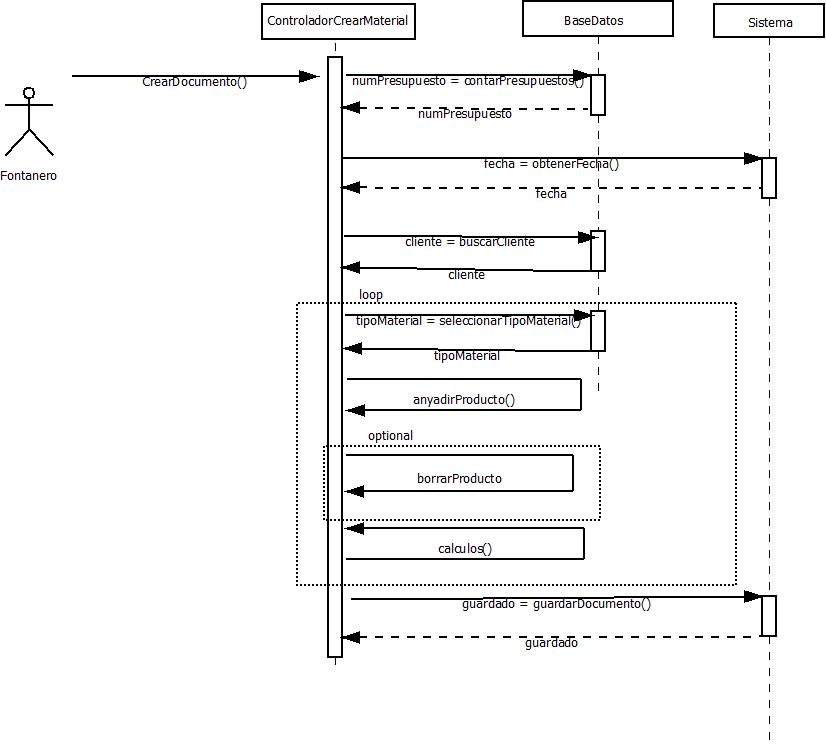 ControladorCrearMaterial
BaseDatos
Sistema
CrearDocumento()
numPresupuesto = contarPresupuestos()
numPresupuesto
Fontanero
fecha = obtenerFecha()
fecha
cliente = buscarCliente
cliente
loop
tipoMaterial = seleccionarTipoMaterial()
tipoMaterial
anyadirProducto()
optional
borrarProducto
calculos()
guardado = guardarDocumento()
guardado